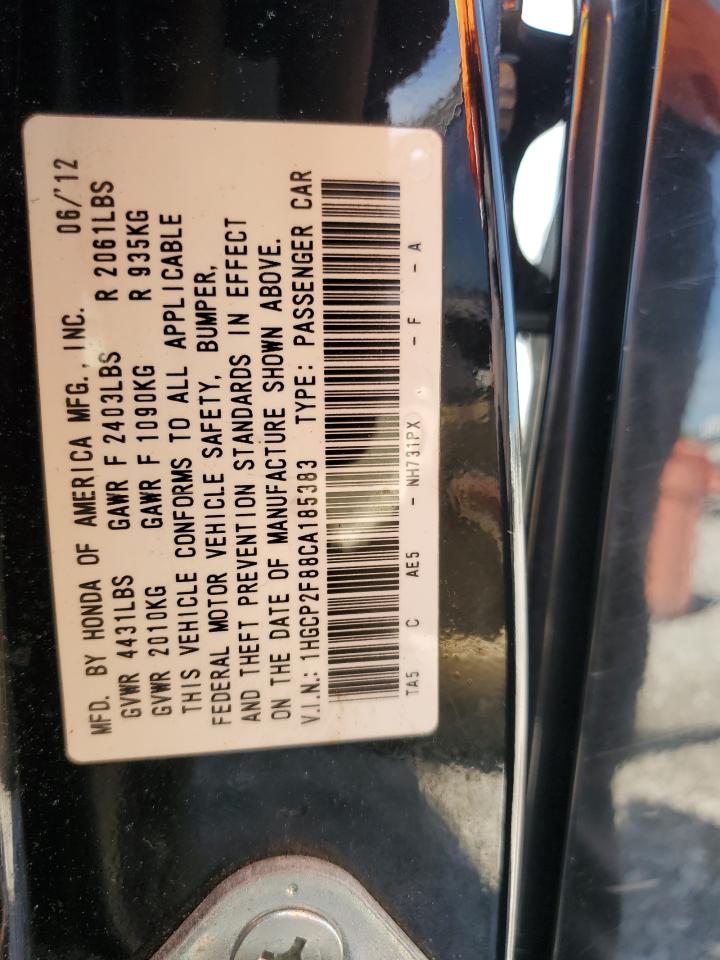 MFD. BY HONDA OF AMERICA MFG., INC. 06/'12
GVWR 4431LBS GAWR F 2403LBS R 2061LBS
GVWR 2010KG GAWR F 1090KG R 935KG
THIS VEHICLE CONFORMS TO ALL APPLICABLE
FEDERAL MOTOR VEHICLE SAFETY, BUMPER,
AND THEFT PREVENTION STANDARDS IN EFFECT
ON THE DATE OF MANUFACTURE SHOWN ABOVE.
V.I.N.: 1HGCP2F88CA185383 TYPE: PASSENGER CAR
TA5 C AE5 - NH731PX - F - A